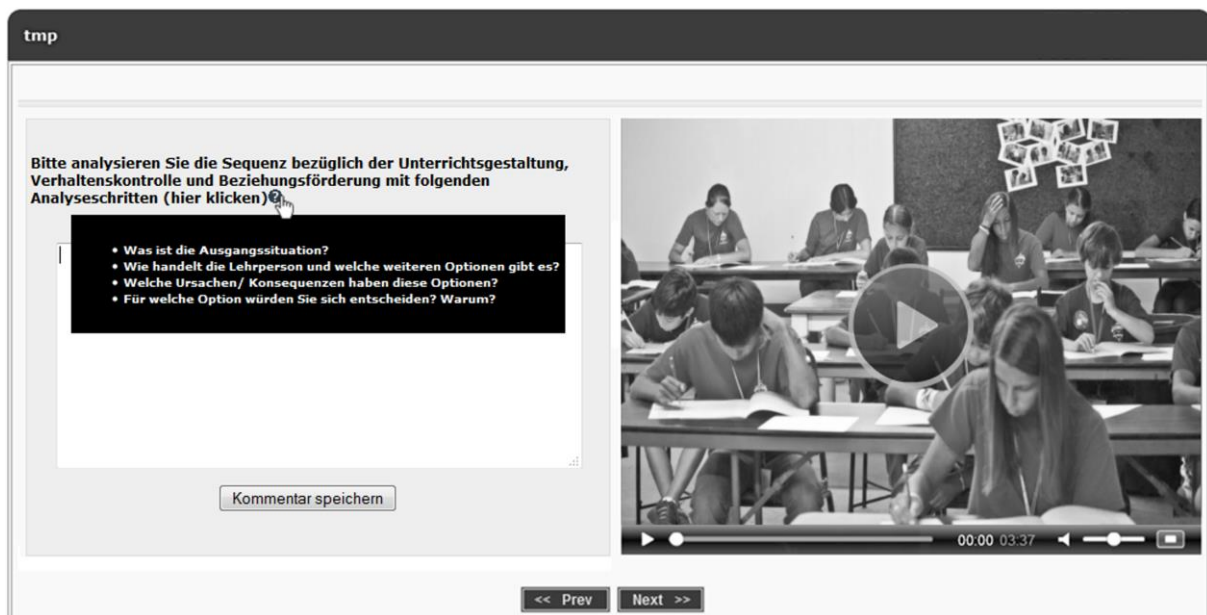 tmp
Bitte analysieren Sie die Sequenz bezüglich der Unterrichtsgestaltung,
Verhaltenskontrolle und Beziehungsförderung mit folgenden
Analyseschritten (hier klicken)?
• Was ist die Ausgangssituation?
• Wie handelt die Lehrperson und welche weiteren Optionen gibt es?
• Welche Ursachen/ Konsequenzen haben diese Optionen?
• Für welche Option würden Sie sich entscheiden? Warum?
Kommentar speichern
00:00 03:37
<< Prev
Next >>